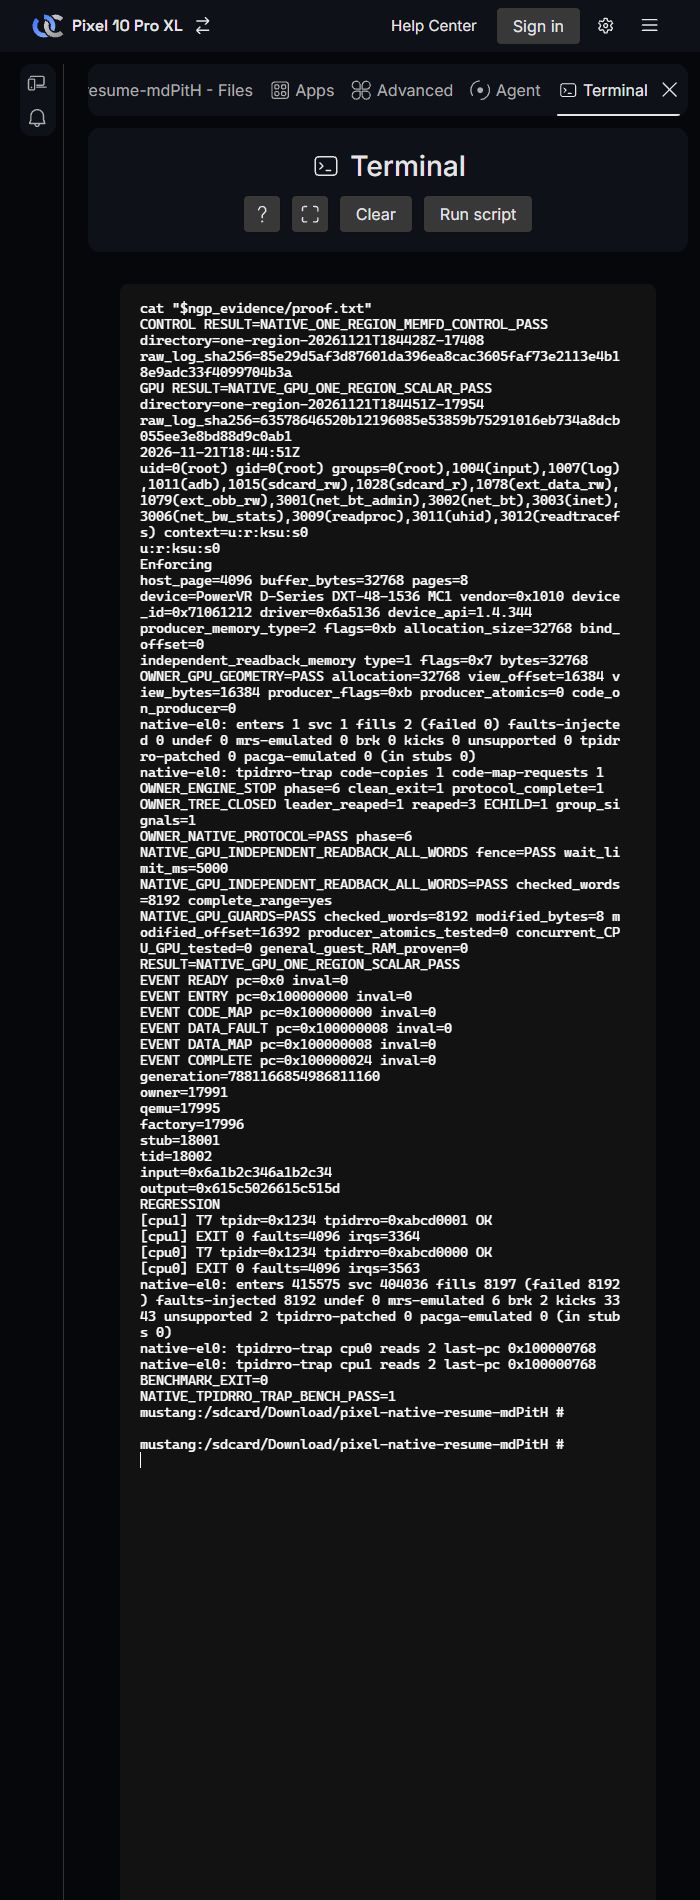 Pixel 10 Pro XL
Help Center
Sign in
esume-mdPitH - Files
Apps
Advanced
Agent
Terminal
Terminal
?
Clear
Run script
cat "$ngp_evidence/proof.txt"
CONTROL RESULT=NATIVE_ONE_REGION_MEMFD_CONTROL_PASS
directory=one-region-20261121T184428Z-17408
raw_log_sha256=85e29d5af3d87601da396ea8cac3605faf73e2113e4b1
8e9adc33f4099704b3a
GPU RESULT=NATIVE_GPU_ONE_REGION_SCALAR_PASS
directory=one-region-20261121T184451Z-17954
raw_log_sha256=63578646520b12196085e53859b75291016eb734a8dcb
055ee3e8bd88d9c0ab1
2026-11-21T18:44:51Z
uid=0(root) gid=0(root) groups=0(root),1004(input),1007(log)
,1011(adb),1015(sdcard_rw),1028(sdcard_r),1078(ext_data_rw),
1079(ext_obb_rw),3001(net_bt_admin),3002(net_bt),3003(inet),
3006(net_bw_stats),3009(readproc),3011(uhid),3012(readtracef
s) context=u:r:ksu:s0
u:r:ksu:s0
Enforcing
host_page=4096 buffer_bytes=32768 pages=8
device=PowerVR D-Series DXT-48-1536 MC1 vendor=0x1010 device
_id=0x71061212 driver=0x6a5136 device_api=1.4.344
producer_memory_type=2 flags=0xb allocation_size=32768 bind_
offset=0
independent_readback_memory type=1 flags=0x7 bytes=32768
OWNER_GPU_GEOMETRY=PASS allocation=32768 view_offset=16384 v
iew_bytes=16384 producer_flags=0xb producer_atomics=0 code_o
n_producer=0
native-el0: enters 1 svc 1 fills 2 (failed 0) faults-injecte
d 0 undef 0 mrs-emulated 0 brk 0 kicks 0 unsupported 0 tpidr
ro-patched 0 pacga-emulated 0 (in stubs 0)
native-el0: tpidrro-trap code-copies 1 code-map-requests 1
OWNER_ENGINE_STOP phase=6 clean_exit=1 protocol_complete=1
OWNER_TREE_CLOSED leader_reaped=1 reaped=3 ECHILD=1 group_si
gnals=1
OWNER_NATIVE_PROTOCOL=PASS phase=6
NATIVE_GPU_INDEPENDENT_READBACK_ALL_WORDS fence=PASS wait_li
mit_ms=5000
NATIVE_GPU_INDEPENDENT_READBACK_ALL_WORDS=PASS checked_words
=8192 complete_range=yes
NATIVE_GPU_GUARDS=PASS checked_words=8192 modified_bytes=8 m
odified_offset=16392 producer_atomics_tested=0 concurrent_CP
U_GPU_tested=0 general_guest_RAM_proven=0
RESULT=NATIVE_GPU_ONE_REGION_SCALAR_PASS
EVENT READY pc=0x0 inval=0
EVENT ENTRY pc=0x100000000 inval=0
EVENT CODE_MAP pc=0x100000000 inval=0
EVENT DATA_FAULT pc=0x100000008 inval=0
EVENT DATA_MAP pc=0x100000008 inval=0
EVENT COMPLETE pc=0x100000024 inval=0
generation=7881166854986811160
owner=17991
qemu=17995
factory=17996
stub=18001
tid=18002
input=0x6a1b2c346a1b2c34
output=0x615c5026615c515d
REGRESSION
[cpu1] T7 tpidr=0x1234 tpidrro=0xabcd0001 OK
[cpu1] EXIT 0 faults=4096 irqs=3364
[cpu0] T7 tpidr=0x1234 tpidrro=0xabcd0000 OK
[cpu0] EXIT 0 faults=4096 irqs=3563
native-el0: enters 415575 svc 404036 fills 8197 (failed 8192
) faults-injected 8192 undef 0 mrs-emulated 6 brk 2 kicks 33
43 unsupported 2 tpidrro-patched 0 pacga-emulated 0 (in stub
s 0)
native-el0: tpidrro-trap cpu0 reads 2 last-pc 0x100000768
native-el0: tpidrro-trap cpu1 reads 2 last-pc 0x100000768
BENCHMARK_EXIT=0
NATIVE_TPIDRRO_TRAP_BENCH_PASS=1
mustang:/sdcard/Download/pixel-native-resume-mdPitH #
mustang:/sdcard/Download/pixel-native-resume-mdPitH #